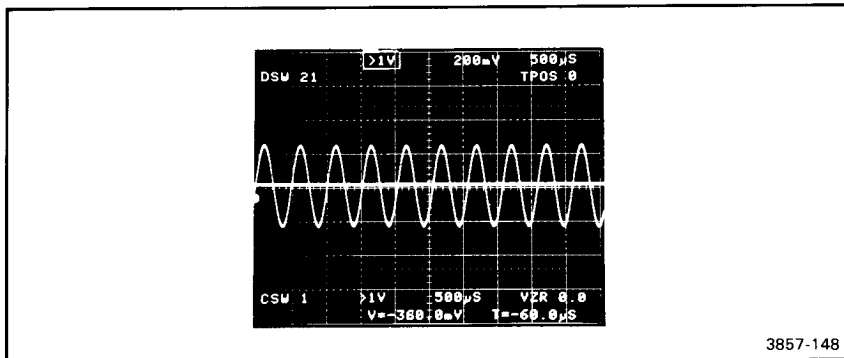 >1V 200mV 500µS
DSW 21 TPOS 0
CSW 1 >1V 500µS VZR 0.0
V=-360.0mV T=-60.0µS
3857-148